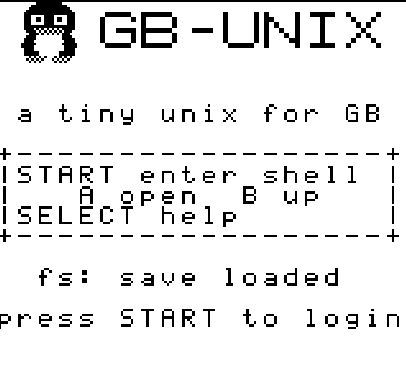 GB-UNIX
a tiny unix for GB
+------------------+
|START enter shell |
|    A open  B up   |
|SELECT help       |
+------------------+
fs: save loaded
press START to login